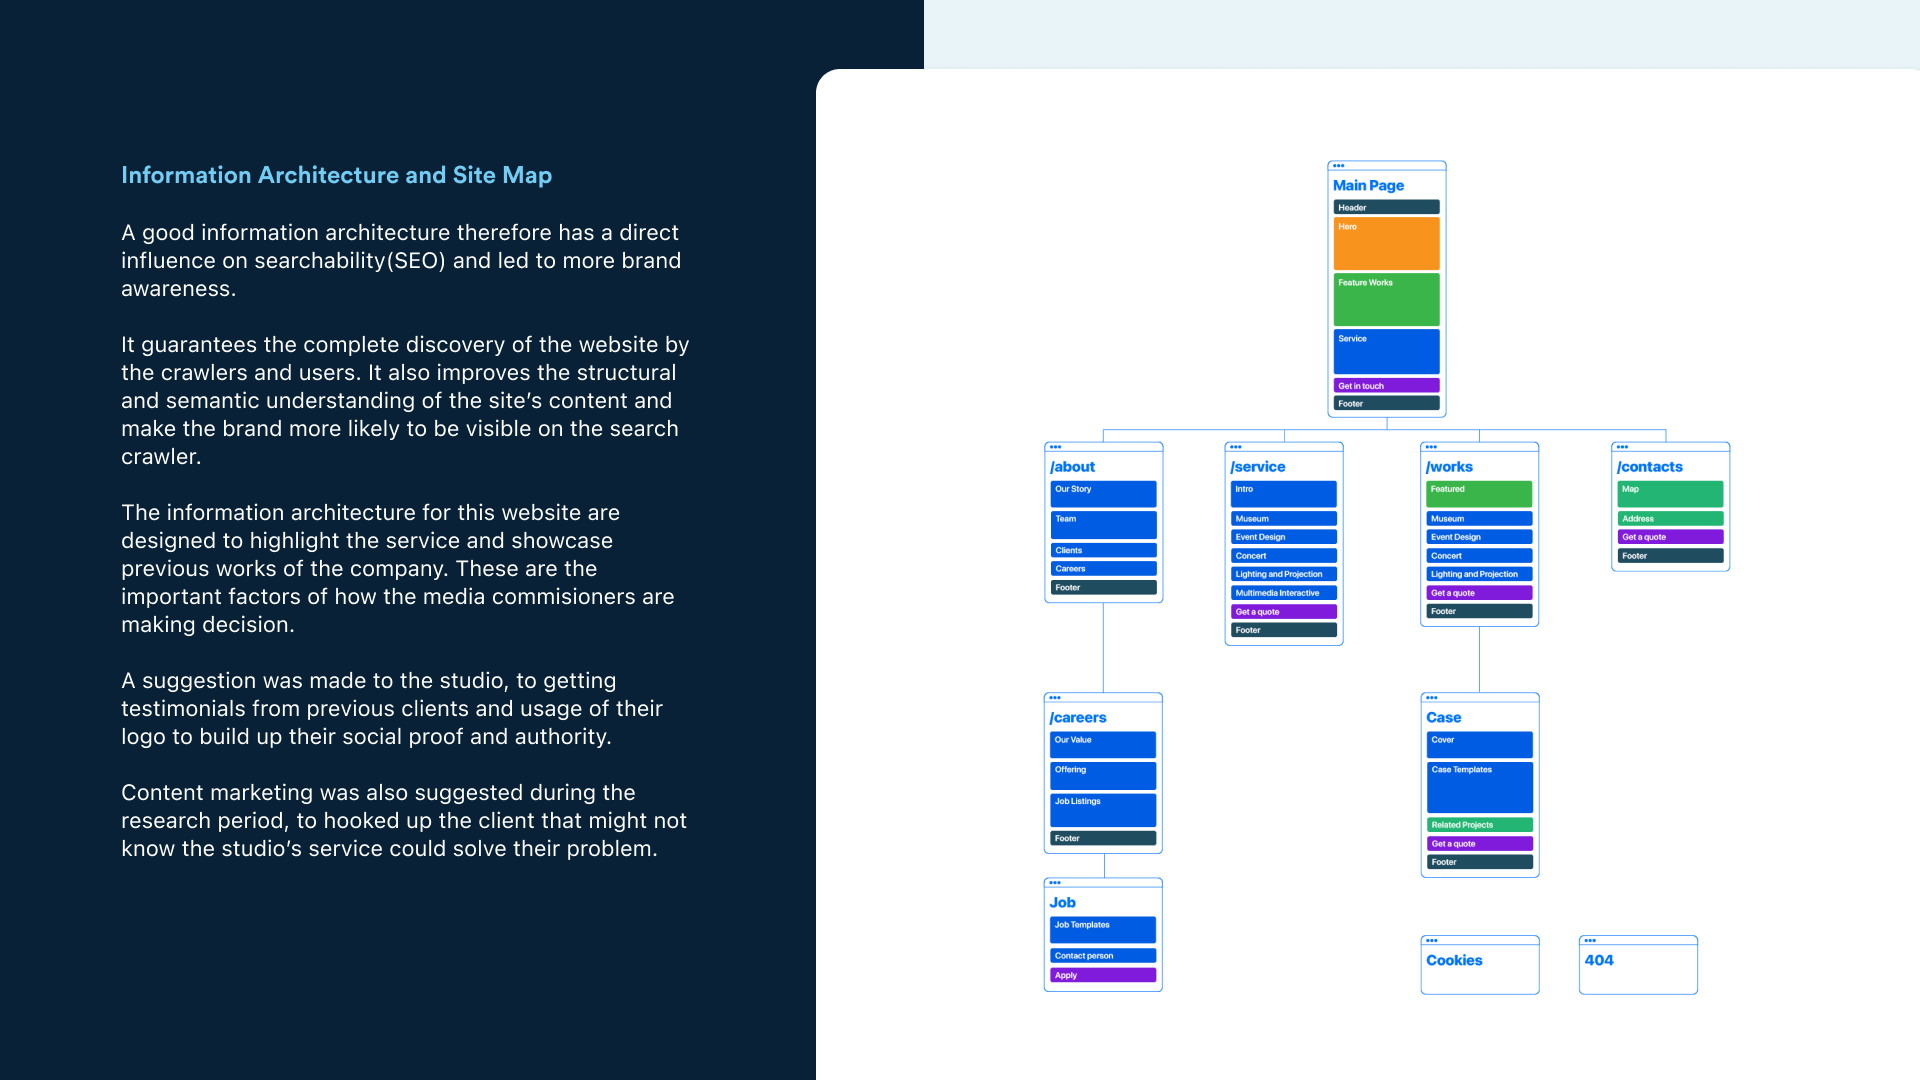 Information Architecture and Site Map
A good information architecture therefore has a direct
influence on searchability(SEO) and led to more brand
awareness.
It guarantees the complete discovery of the website by
the crawlers and users. It also improves the structural
and semantic understanding of the site’s content and
make the brand more likely to be visible on the search
crawler.
The information architecture for this website are
designed to highlight the service and showcase
previous works of the company. These are the
important factors of how the media commisioners are
making decision.
A suggestion was made to the studio, to getting
testimonials from previous clients and usage of their
logo to build up their social proof and authority.
Content marketing was also suggested during the
research period, to hooked up the client that might not
know the studio’s service could solve their problem.
Main Page
Header
Hero
Feature Works
Service
Get in touch
Footer
/about
Our Story
Team
Clients
Careers
Footer
/service
Intro
Museum
Event Design
Concert
Lighting and Projection
Multimedia Interactive
Get a quote
Footer
/works
Featured
Museum
Event Design
Concert
Lighting and Projection
Get a quote
Footer
/contacts
Map
Address
Get a quote
Footer
/careers
Our Value
Offering
Job Listings
Footer
Case
Cover
Case Templates
Related Projects
Get a quote
Footer
Job
Job Templates
Contact person
Apply
Cookies
404